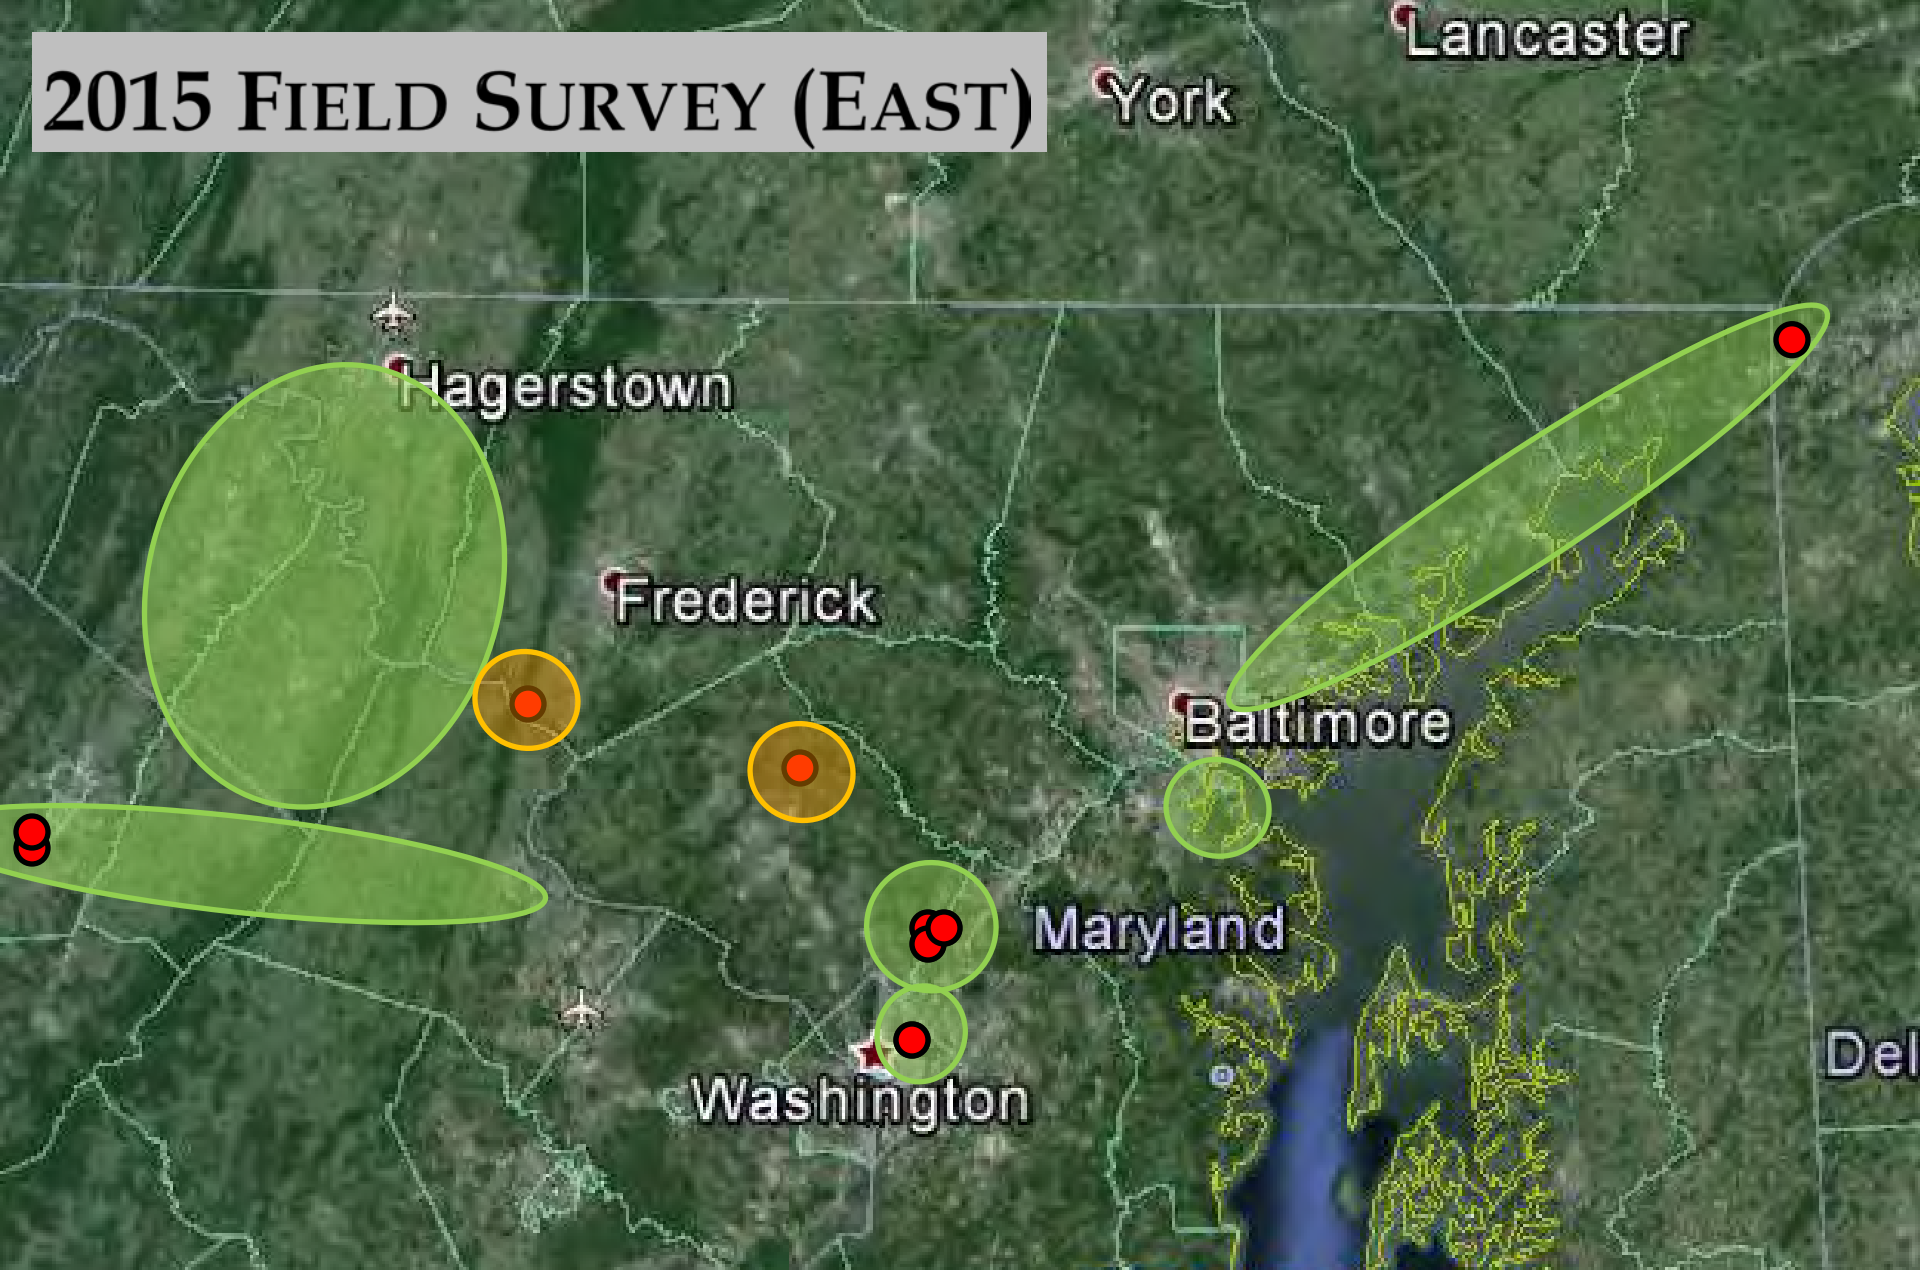 2015 FIELD SURVEY (EAST)
Lancaster
York
Hagerstown
Frederick
Baltimore
Maryland
Washington
Del